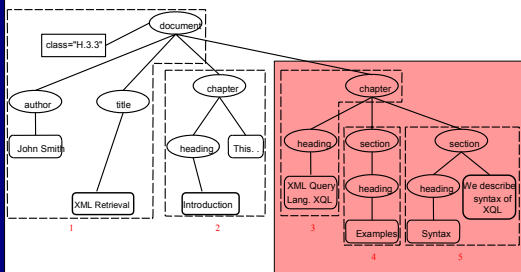 document
class="H.3.3"
author
title
chapter
chapter
John Smith
heading
This. .
heading
section
section
XML Query
Lang. XQL
heading
heading
We describe
syntax of
XQL
XML Retrieval
Introduction
Examples
Syntax
1
2
3
4
5